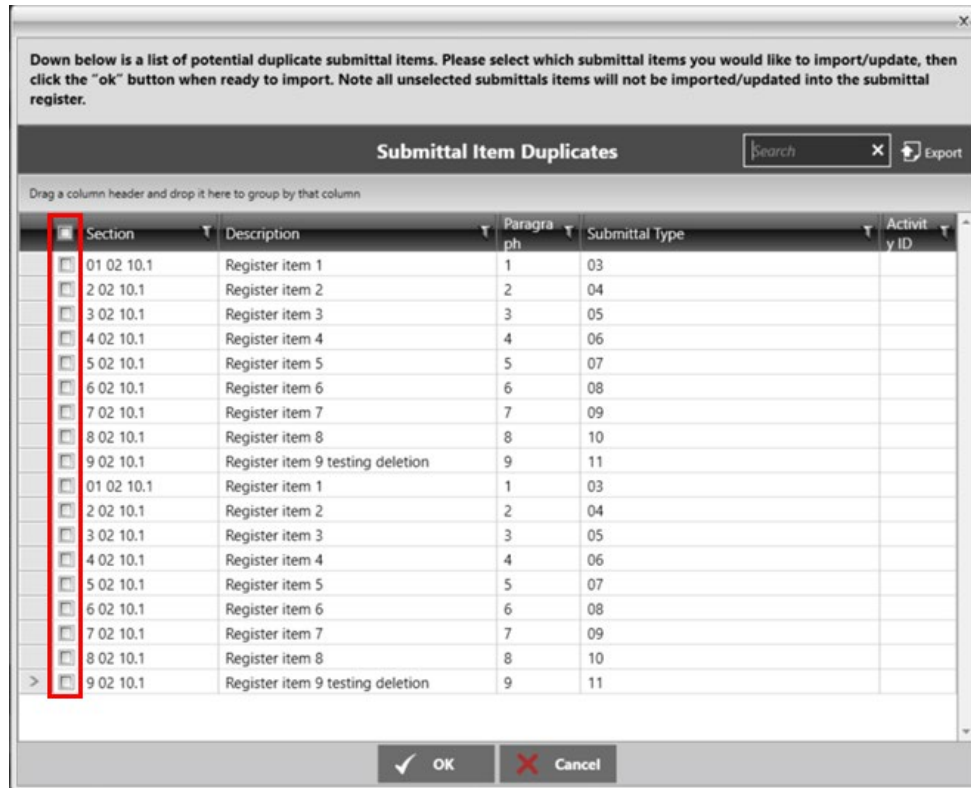 Down below is a list of potential duplicate submittal items. Please select which submittal items you would like to import/update, then
click the "ok" button when ready to import. Note all unselected submittals items will not be imported/updated into the submittal
register.
Submittal Item Duplicates Search Export
Drag a column header and drop it here to group by that column
Section Description Paragra
ph Submittal Type Activit
y ID
01 02 10.1 Register item 1 1 03
2 02 10.1 Register item 2 2 04
3 02 10.1 Register item 3 3 05
4 02 10.1 Register item 4 4 06
5 02 10.1 Register item 5 5 07
6 02 10.1 Register item 6 6 08
7 02 10.1 Register item 7 7 09
8 02 10.1 Register item 8 8 10
9 02 10.1 Register item 9 testing deletion 9 11
01 02 10.1 Register item 1 1 03
2 02 10.1 Register item 2 2 04
3 02 10.1 Register item 3 3 05
4 02 10.1 Register item 4 4 06
5 02 10.1 Register item 5 5 07
6 02 10.1 Register item 6 6 08
7 02 10.1 Register item 7 7 09
8 02 10.1 Register item 8 8 10
9 02 10.1 Register item 9 testing deletion 9 11
OK Cancel